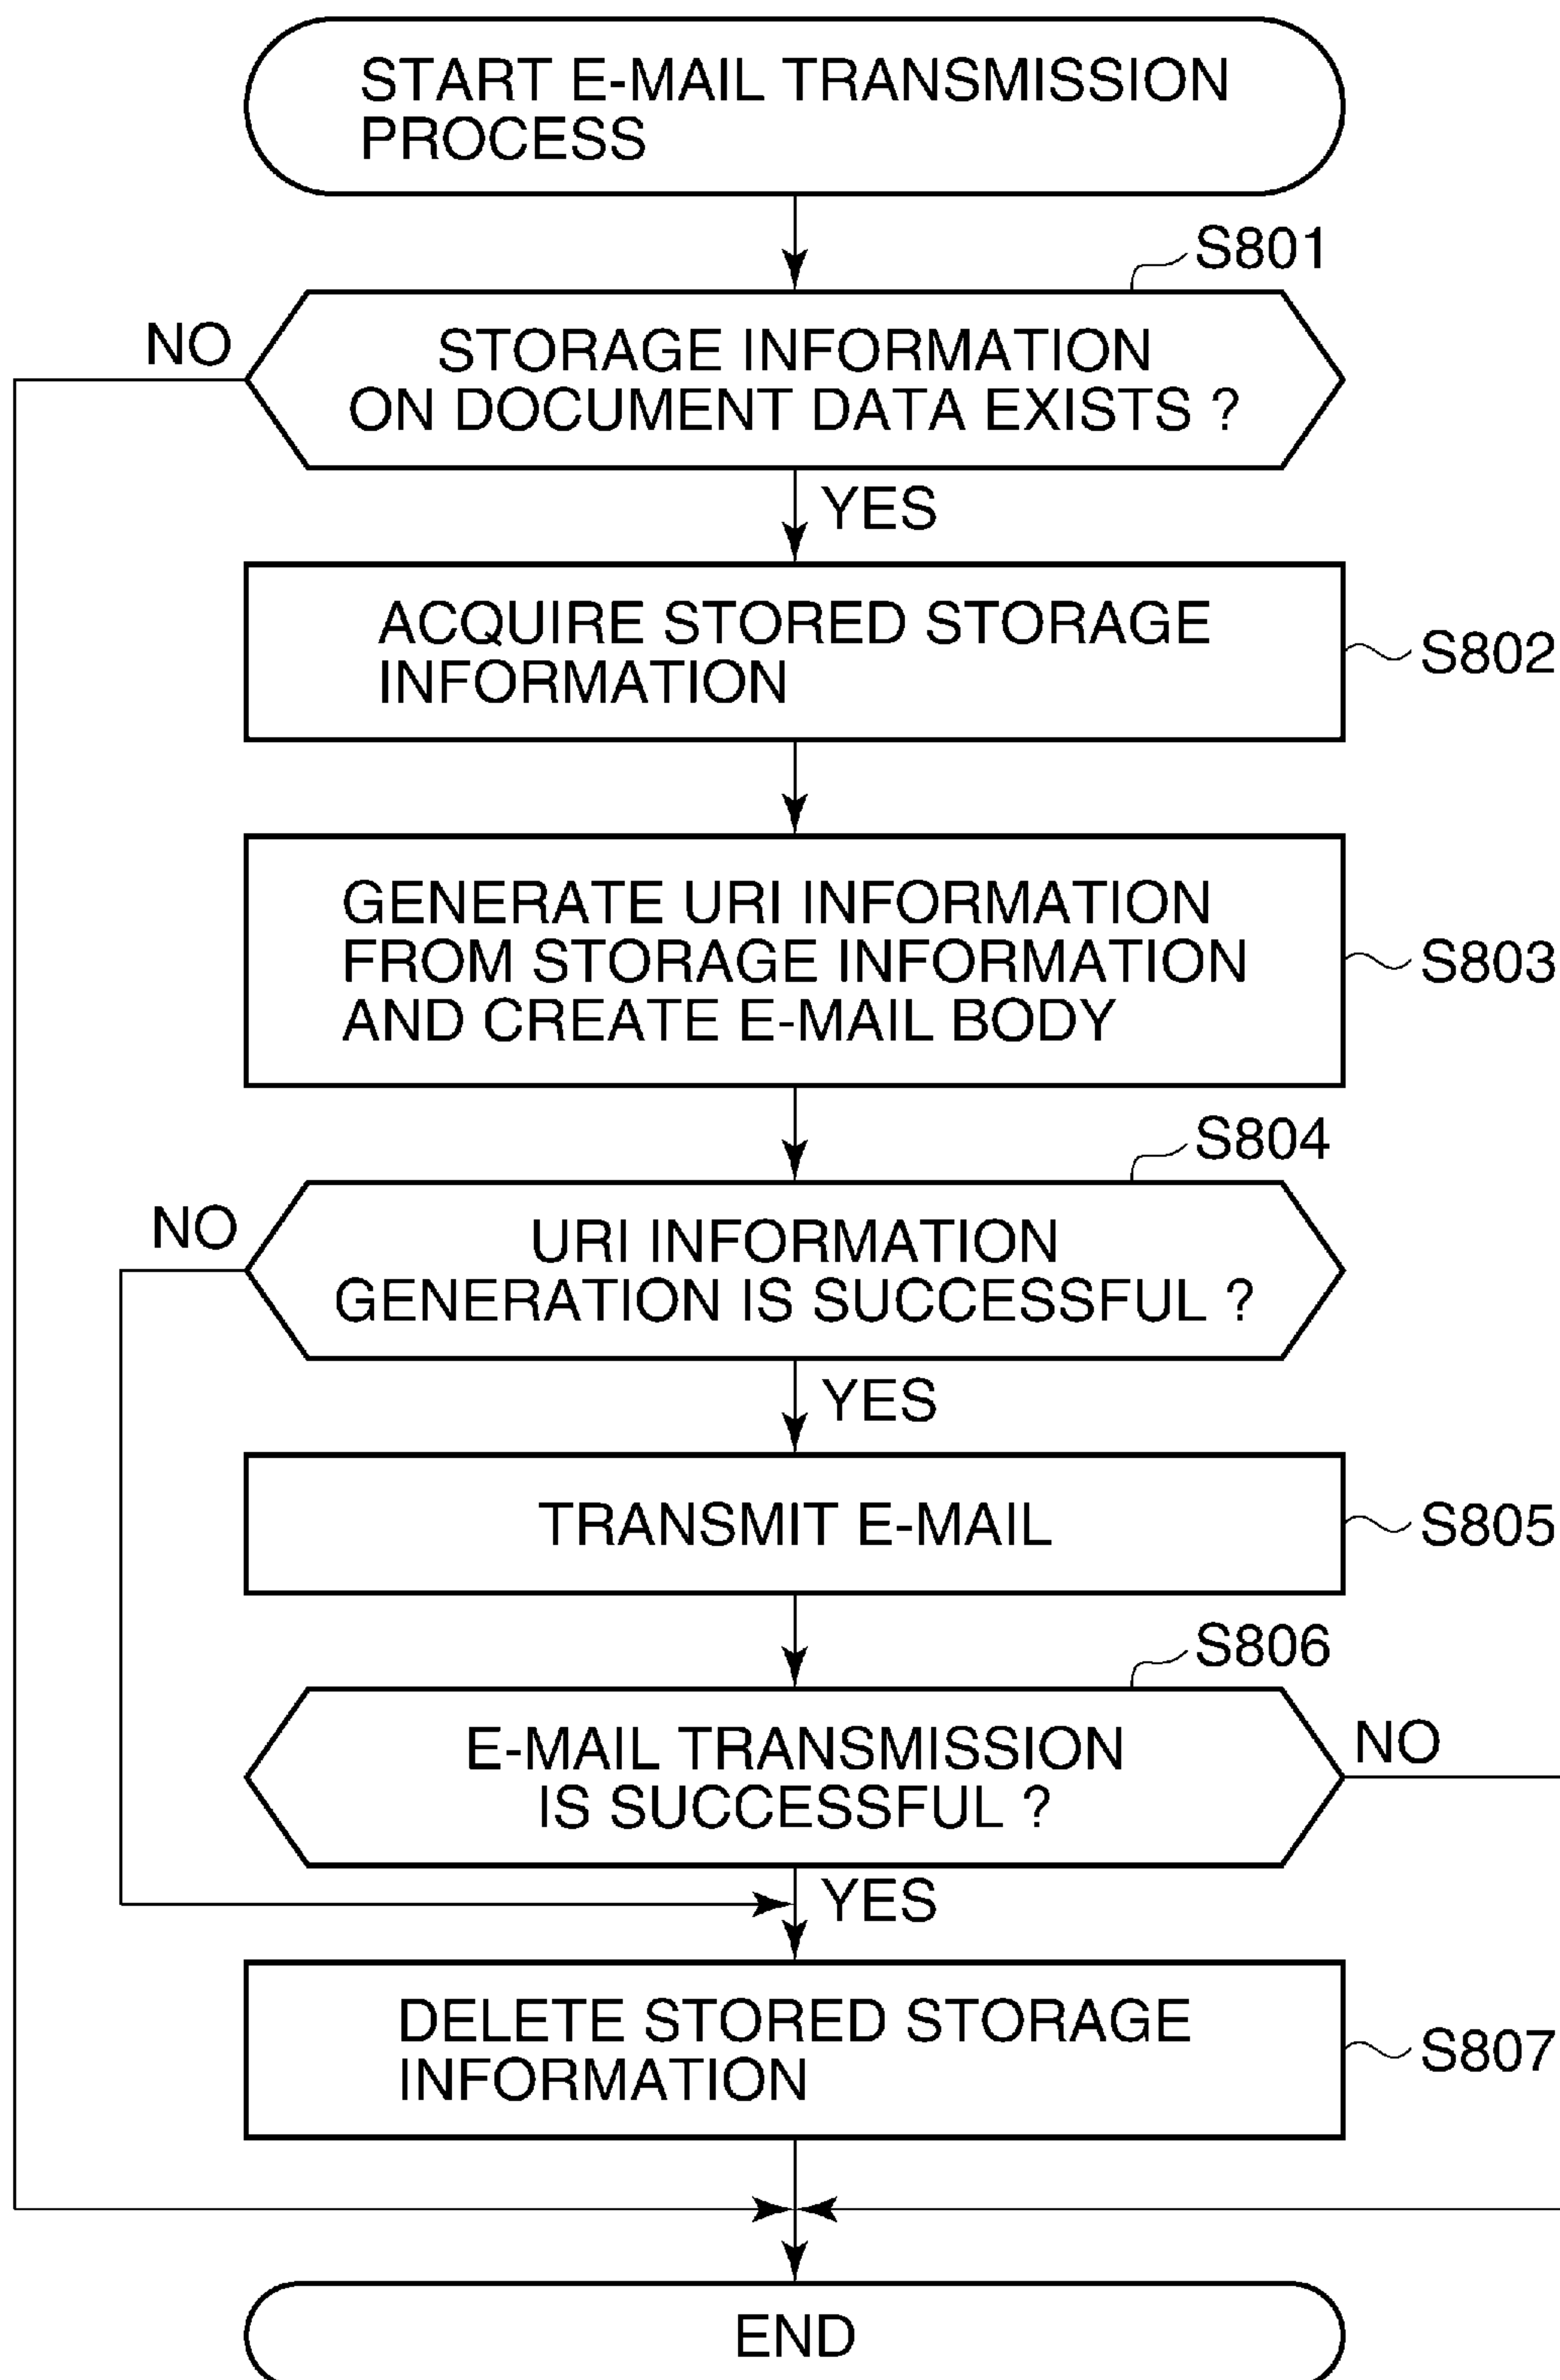 START E-MAIL TRANSMISSION
PROCESS
S801
NO
STORAGE INFORMATION
ON DOCUMENT DATA EXISTS ?
YES
ACQUIRE STORED STORAGE
INFORMATION
S802
GENERATE URI INFORMATION
FROM STORAGE INFORMATION
AND CREATE E-MAIL BODY
S803
S804
NO
URI INFORMATION
GENERATION IS SUCCESSFUL ?
YES
TRANSMIT E-MAIL
S805
S806
E-MAIL TRANSMISSION
IS SUCCESSFUL ?
NO
YES
DELETE STORED STORAGE
INFORMATION
S807
END